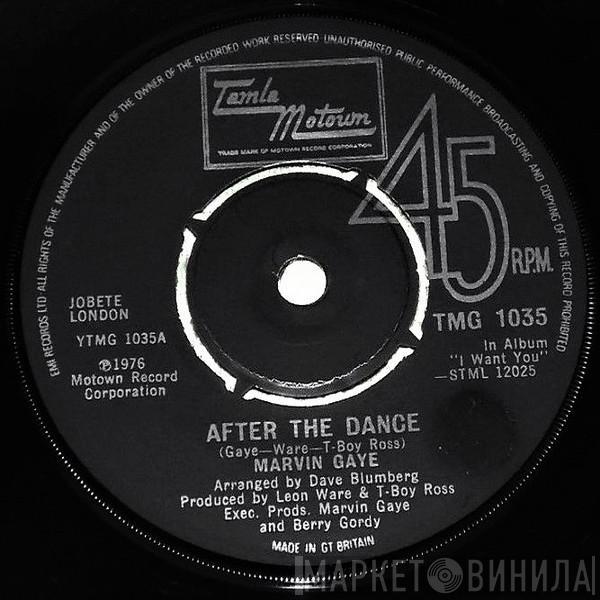 EMI RECORDS LTD·ALL RIGHTS OF THE MANUFACTURER AND OF THE OWNER OF THE RECORDED WORK RESERVED UNAUTHORISED PUBLIC PERFORMANCE BROADCASTING AND COPYING OF THIS RECORD PROHIBITED
Tamla
Motown
TRADE MARK OF MOTOWN RECORD CORPORATION
45
R.P.M.
JOBETE
LONDON
YTMG 1035A
℗1976
Motown Record
Corporation
TMG 1035
In Album
"I Want You"
—STML 12025
AFTER THE DANCE
(Gaye—Ware—T-Boy Ross)
MARVIN GAYE
Arranged by Dave Blumberg
Produced by Leon Ware & T-Boy Ross
Exec. Prods. Marvin Gaye
and Berry Gordy
MADE IN GT BRITAIN
МАРКЕТ ВИНИЛА